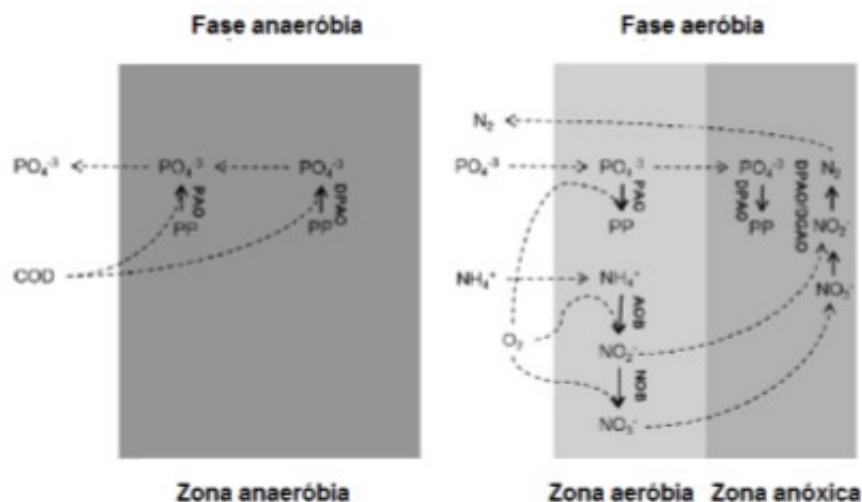 Fase anaeróbia
Fase aeróbia
PO₄⁻³ PO₄⁻³ PO₄⁻³
PAO DPAO
PP PP
COD
N₂
PO₄⁻³ PO₄⁻³ PO₄⁻³ N₂
PAO DPAO DPAO/DGAO
PP PP NO₂⁻
NH₄⁺ NH₄⁺ NO₃⁻
AOB
O₂
NO₂⁻
NOB
NO₃⁻
Zona anaeróbia
Zona aeróbia Zona anóxica